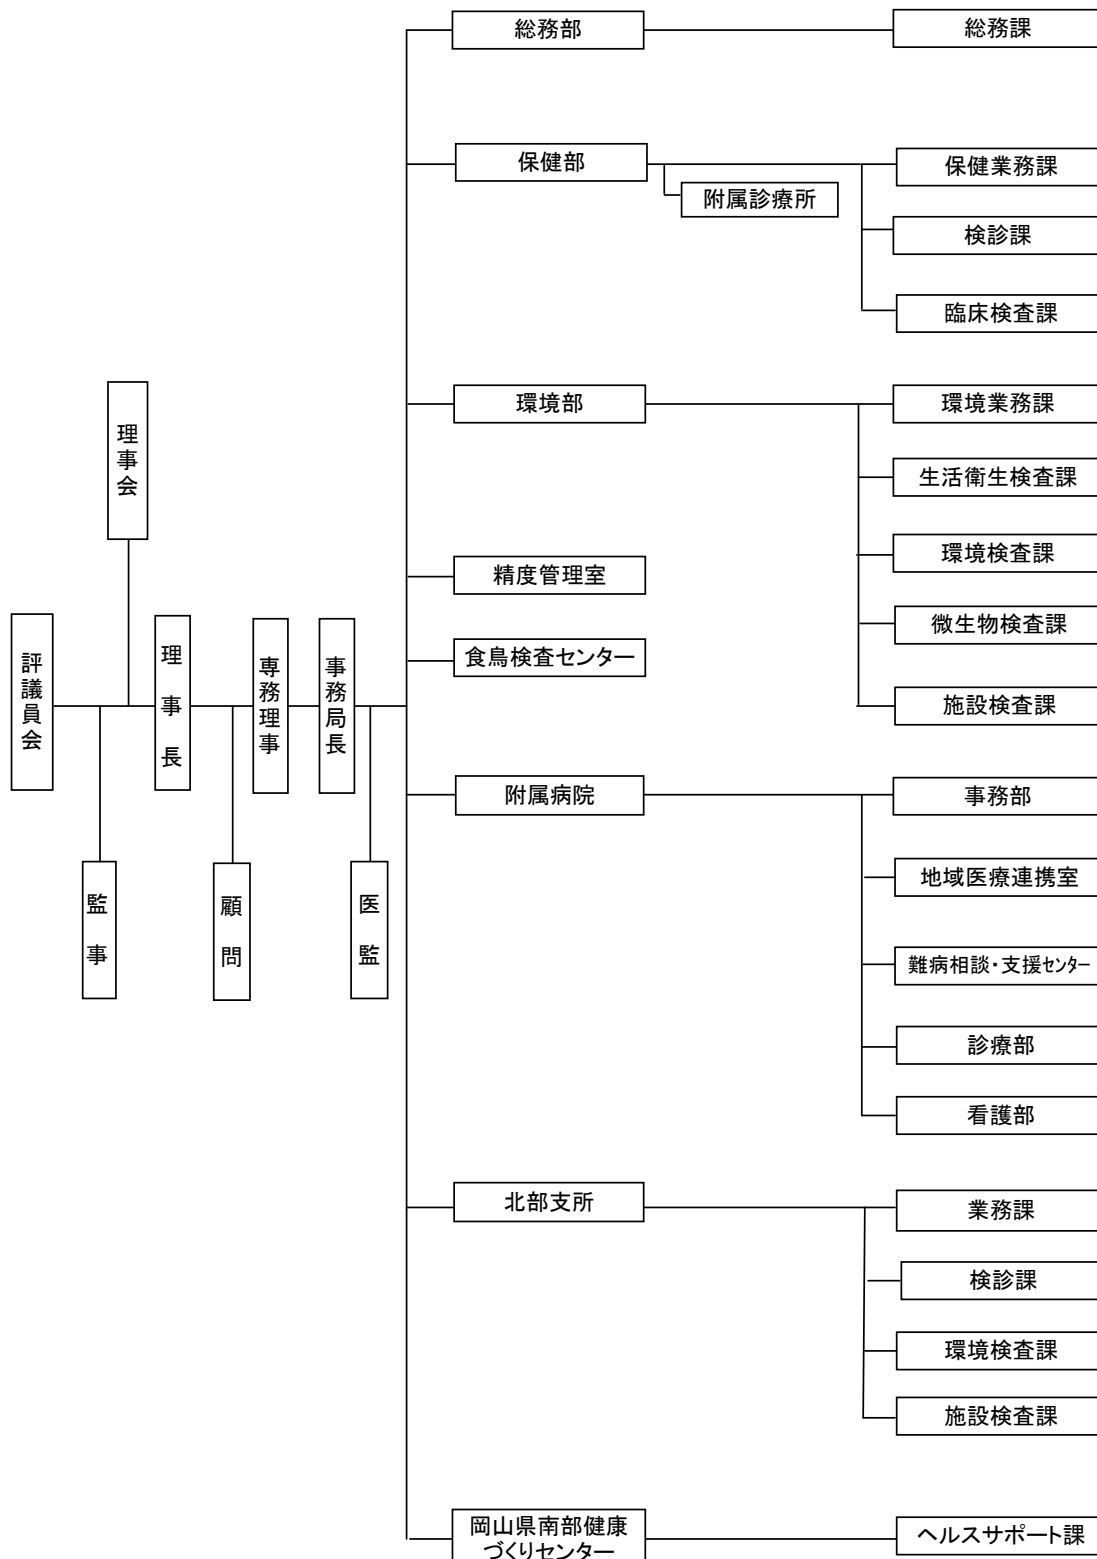 総務部
総務課
保健部
附属診療所
保健業務課
検診課
臨床検査課
環境部
環境業務課
生活衛生検査課
環境検査課
微生物検査課
施設検査課
精度管理室
食鳥検査センター
理事会
評議員会
理事長
専務理事
事務局長
監事
顧問
医監
附属病院
事務部
地域医療連携室
難病相談・支援センター
診療部
看護部
北部支所
業務課
検診課
環境検査課
施設検査課
岡山県南部健康
づくりセンター
ヘルスサポート課